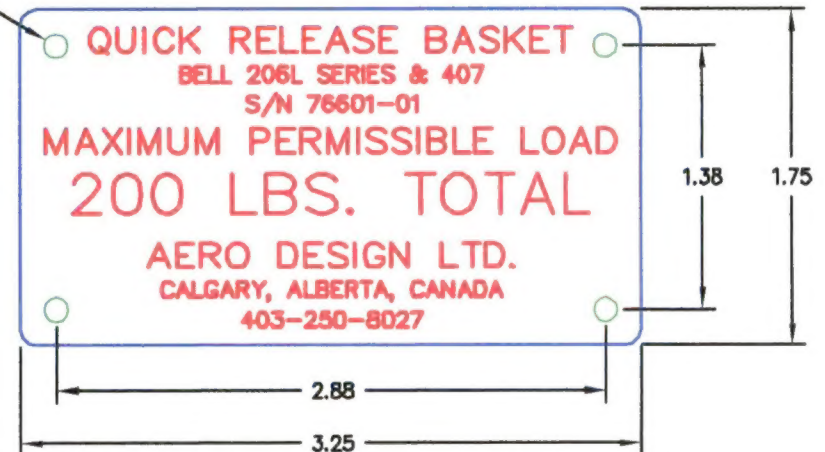 QUICK RELEASE BASKET
BELL 206L SERIES & 407
S/N 76601-01
MAXIMUM PERMISSIBLE LOAD
200 LBS. TOTAL
AERO DESIGN LTD.
CALGARY, ALBERTA, CANADA
403-250-8027
1.38
1.75
2.88
3.25